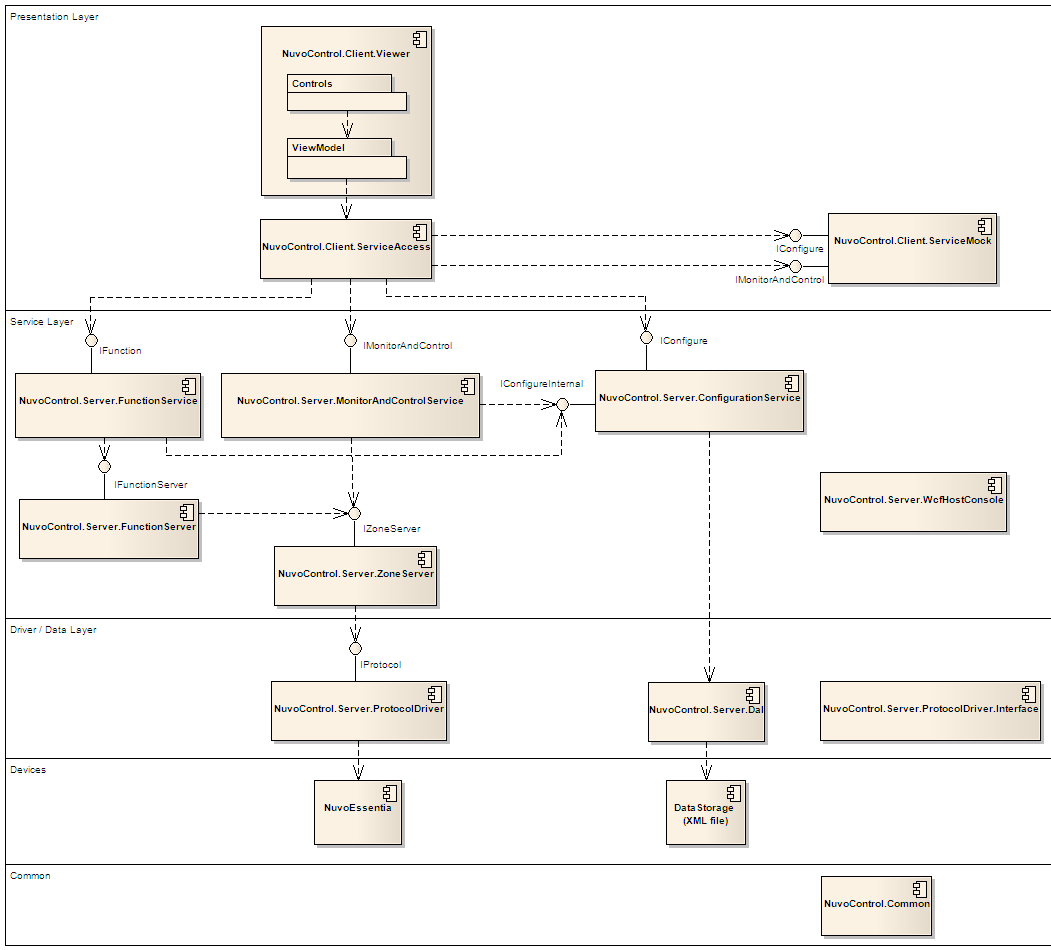 Presentation Layer
NuvoControl.Client.Viewer
Controls
ViewModel
NuvoControl.Client.ServiceAccess
IConfigure
IMonitorAndControl
NuvoControl.Client.ServiceMock
Service Layer
IFunction
IMonitorAndControl
IConfigure
NuvoControl.Server.FunctionService
NuvoControl.Server.MonitorAndControlService
IConfigureInternal
NuvoControl.Server.ConfigurationService
IFunctionServer
NuvoControl.Server.FunctionServer
IZoneServer
NuvoControl.Server.ZoneServer
NuvoControl.Server.WcfHostConsole
Driver / Data Layer
IProtocol
NuvoControl.Server.ProtocolDriver
NuvoControl.Server.Dal
NuvoControl.Server.ProtocolDriver.Interface
Devices
NuvoEssentia
DataStorage
(XML file)
Common
NuvoControl.Common